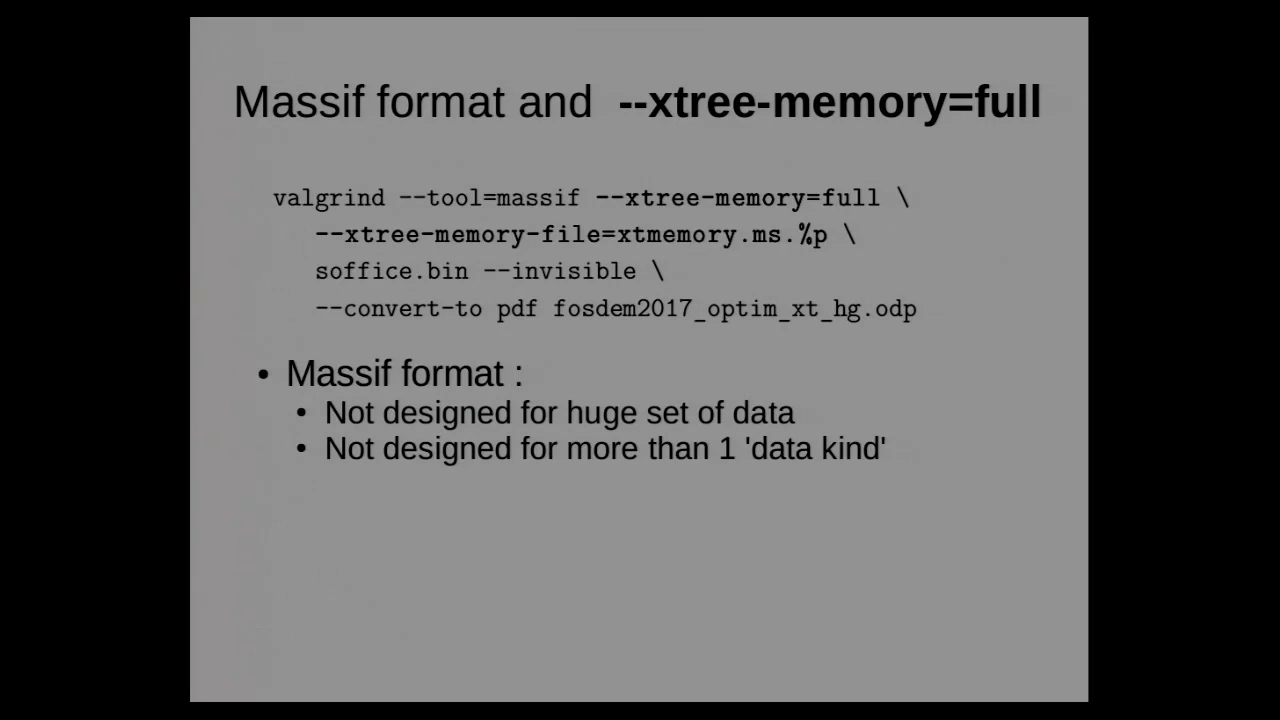 Massif format and --xtree-memory=full
valgrind --tool=massif --xtree-memory=full \
--xtree-memory-file=xtmemory.ms.%p \
soffice.bin --invisible \
--convert-to pdf fosdem2017_optim_xt_hg.odp
• Massif format :
• Not designed for huge set of data
• Not designed for more than 1 'data kind'